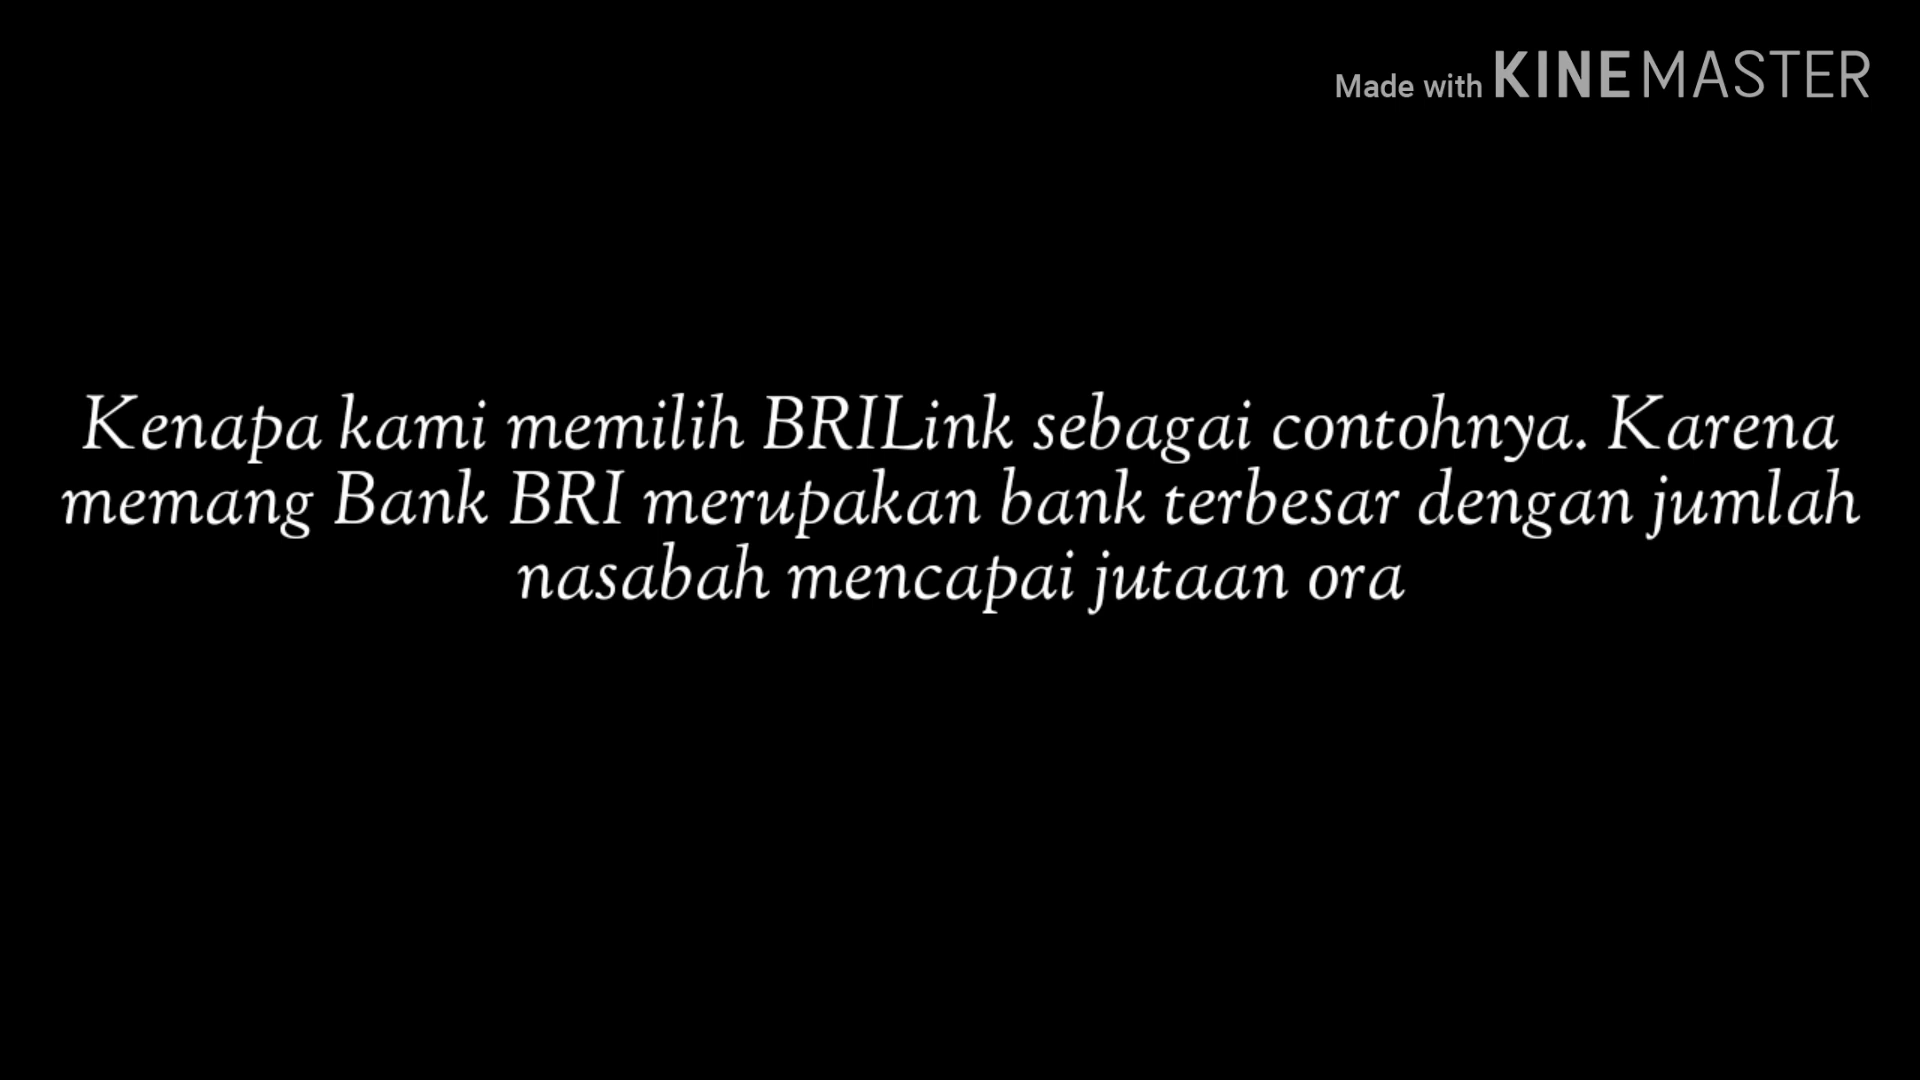 Made with KINEMASTER
Kenapa kami memilih BRILink sebagai contohnya. Karena
memang Bank BRI merupakan bank terbesar dengan jumlah
nasabah mencapai jutaan ora